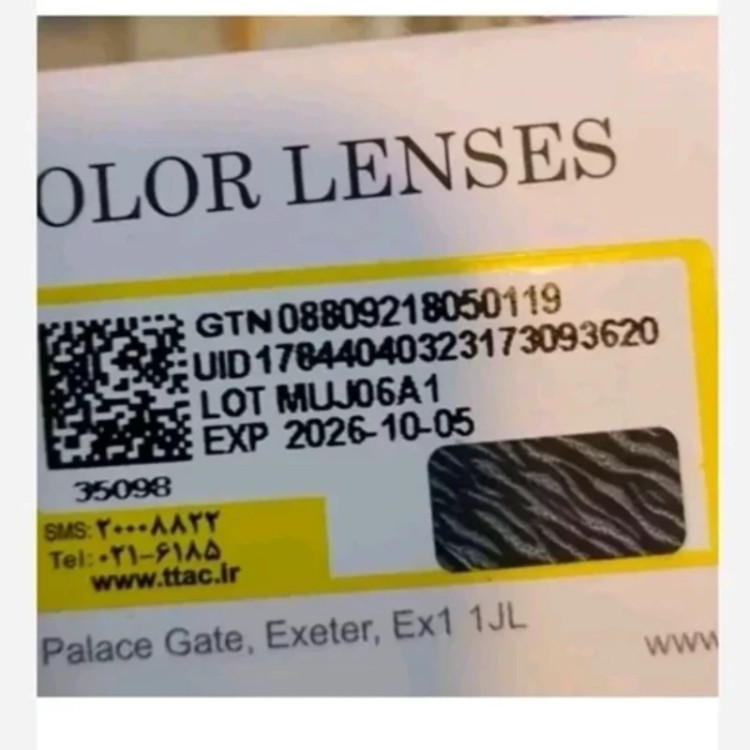 OLOR LENSES
GTN 08809218050119
UID 17844040323173093620
LOT MUJ06A1
EXP 2026-10-05
35098
SMS: ۲۰۰۰۸۸۲۲
Tel: ۰۲۱-۶۱۸۵
www.ttac.ir
Palace Gate, Exeter, Ex1 1JL
www